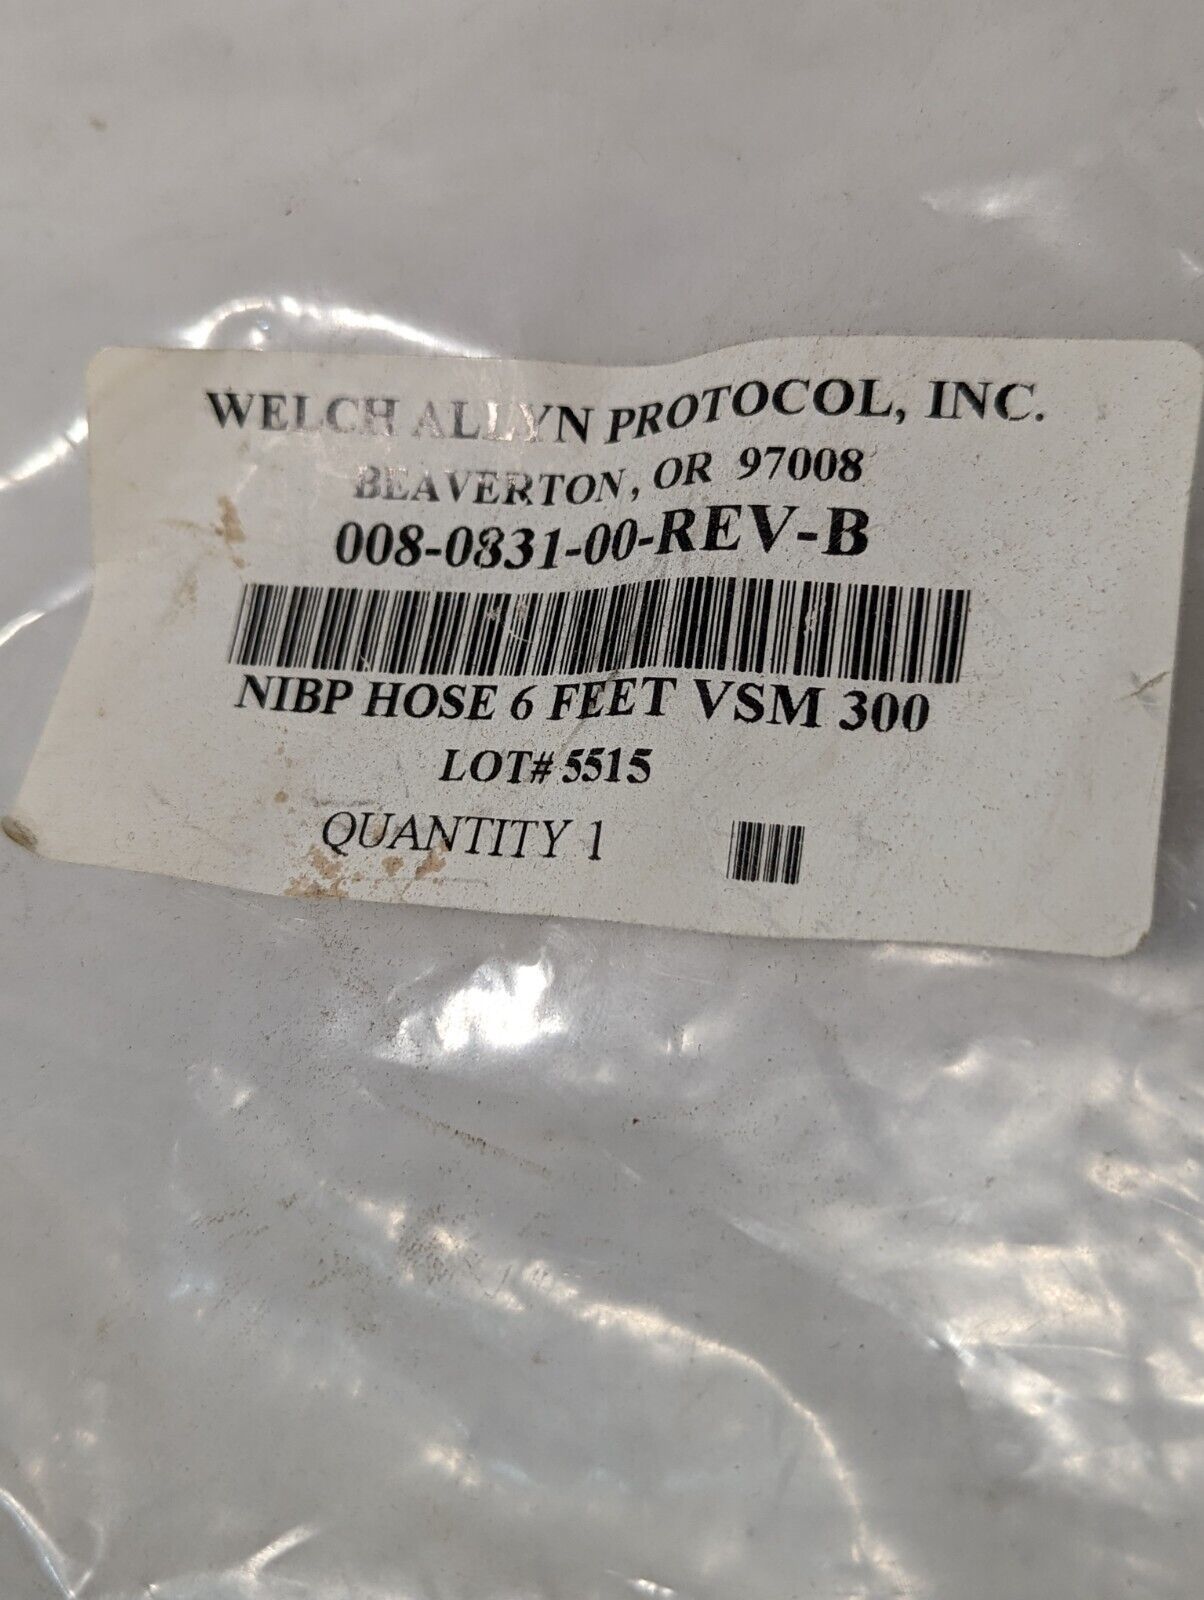 WELCH ALLYN PROTOCOL, INC.
BEAVERTON, OR 97008
008-0831-00-REV-B
NIBP HOSE 6 FEET VSM 300
LOT# 5515
QUANTITY 1